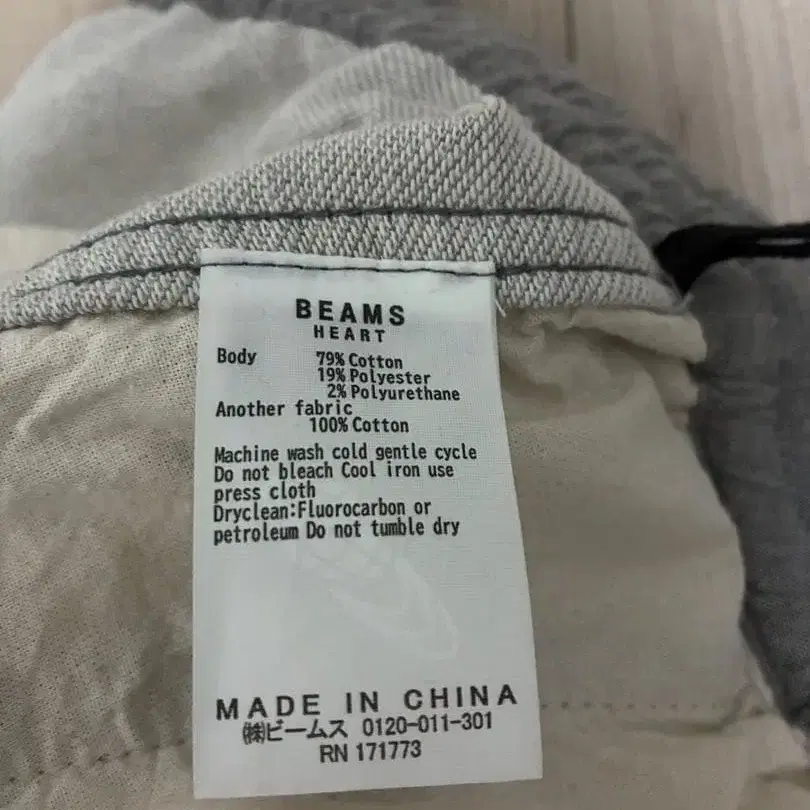 BEAMS
HEART
Body 79% Cotton
19% Polyester
2% Polyurethane
Another fabric
100% Cotton
Machine wash cold gentle cycle
Do not bleach Cool iron use
press cloth
Dryclean:Fluorocarbon or
petroleum Do not tumble dry
MADE IN CHINA
㈱ビームス 0120-011-301
RN 171773